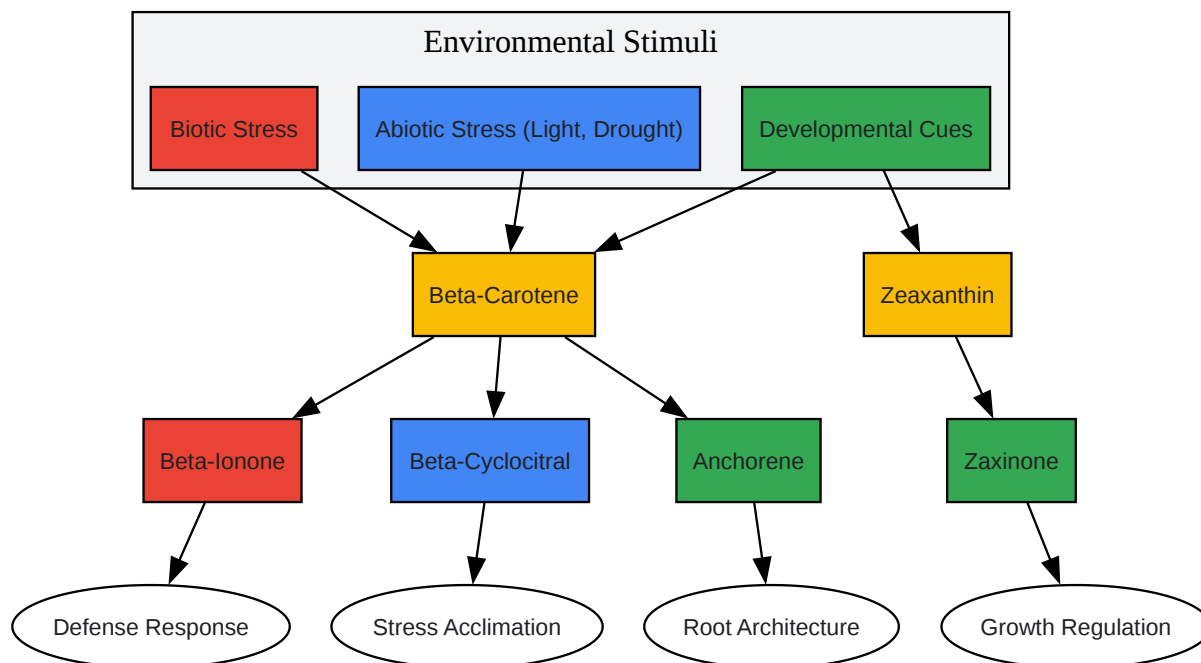 Environmental Stimuli
Biotic Stress
Abiotic Stress (Light, Drought)
Developmental Cues
Beta-Carotene
Zeaxanthin
Beta-Ionone
Beta-Cyclocitral
Anchorene
Zaxinone
Defense Response
Stress Acclimation
Root Architecture
Growth Regulation